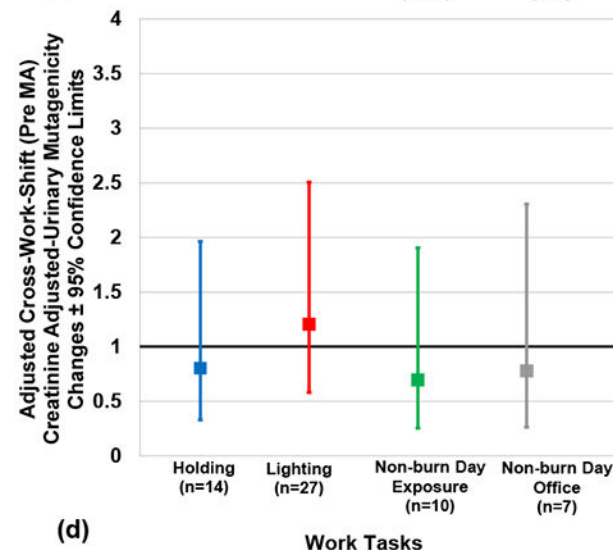 Adjusted Cross-Work-Shift (Pre MA)
Creatinine Adjusted-Urinary Mutagenicity
Changes ± 95% Confidence Limits
4
3.5
3
2.5
2
1.5
1
0.5
0
Holding
(n=14)
Lighting
(n=27)
Non-burn Day
Exposure
(n=10)
Non-burn Day
Office
(n=7)
(d)
Work Tasks